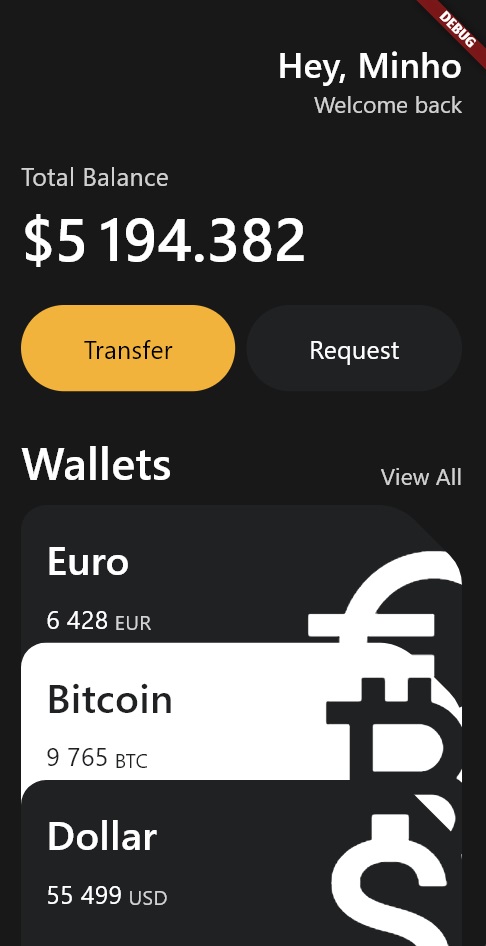 DEBUG
Hey, Minho
Welcome back
Total Balance
$5 194.382
Transfer
Request
Wallets
View All
Euro
6 428 EUR
Bitcoin
9 765 BTC
Dollar
55 499 USD